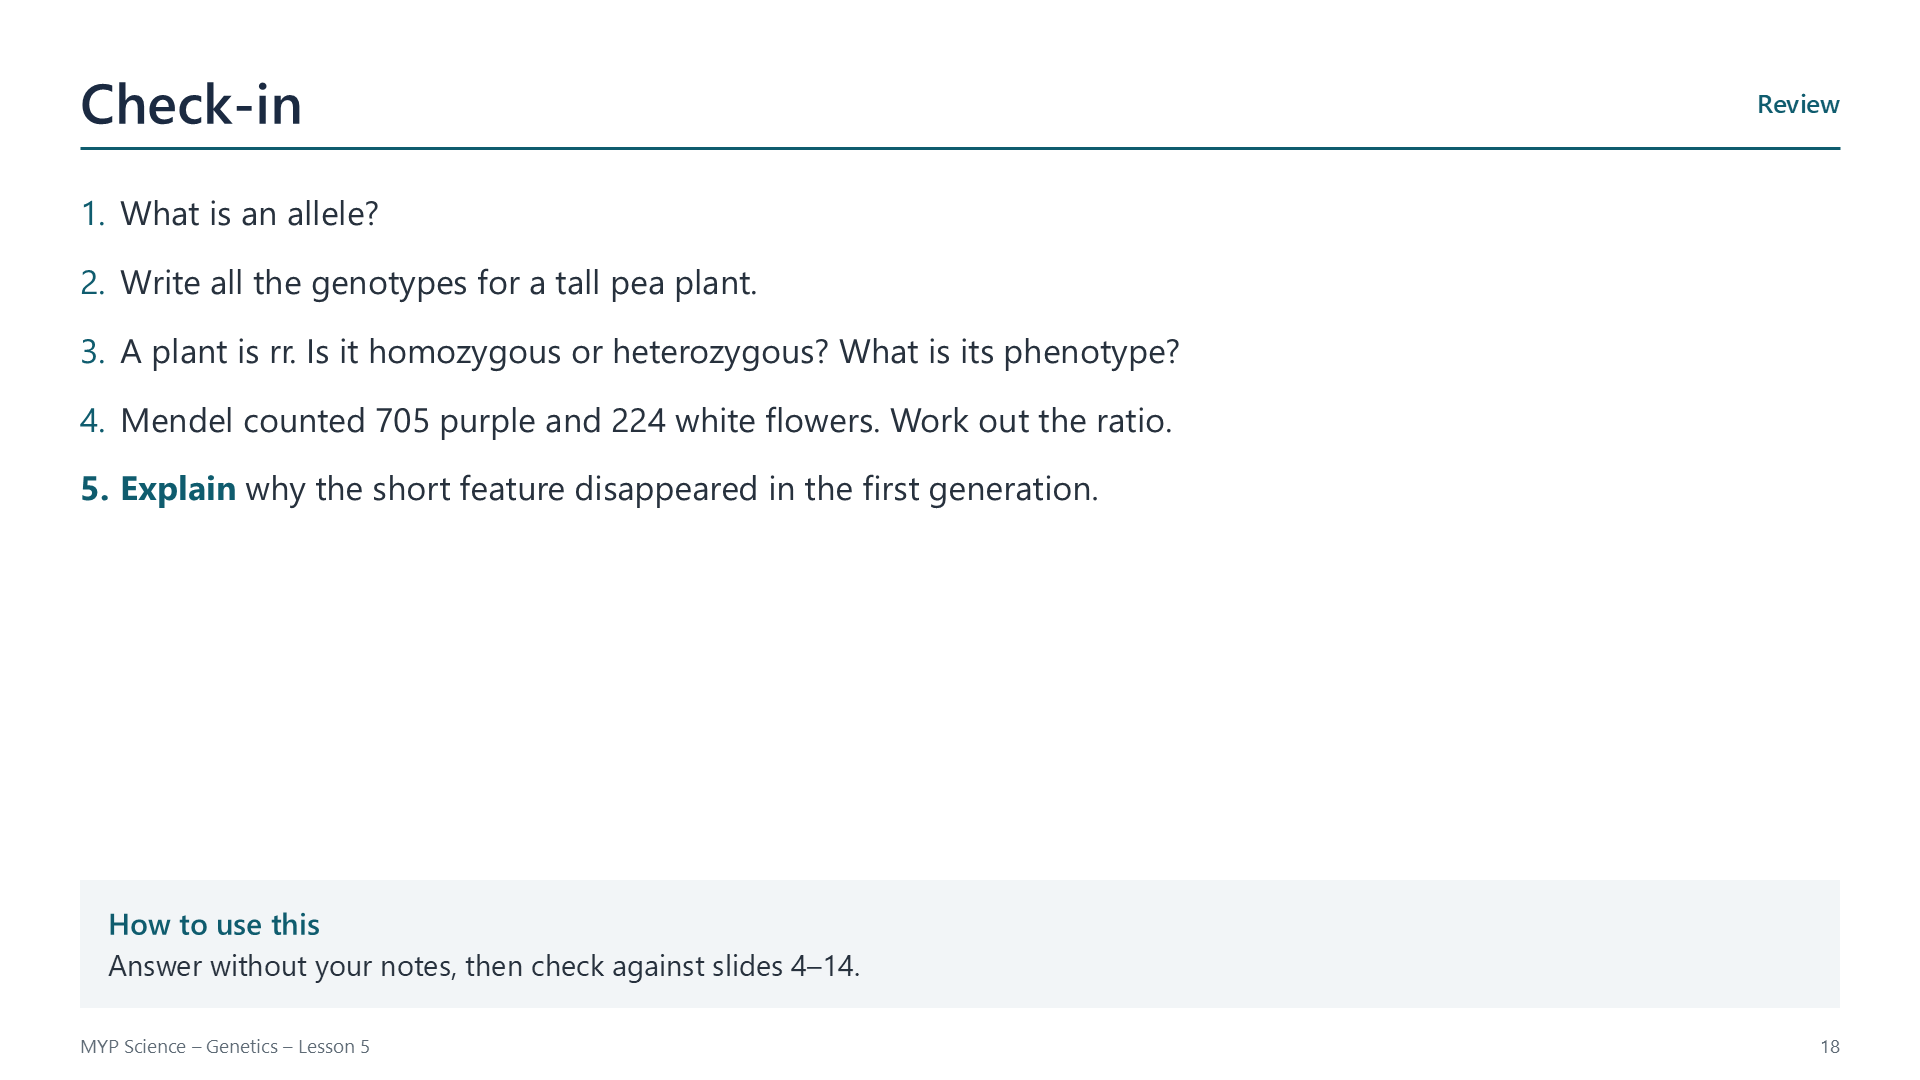 Check-in
Review
1. What is an allele?
2. Write all the genotypes for a tall pea plant.
3. A plant is rr. Is it homozygous or heterozygous? What is its phenotype?
4. Mendel counted 705 purple and 224 white flowers. Work out the ratio.
5. Explain why the short feature disappeared in the first generation.
How to use this
Answer without your notes, then check against slides 4–14.
MYP Science – Genetics – Lesson 5
18